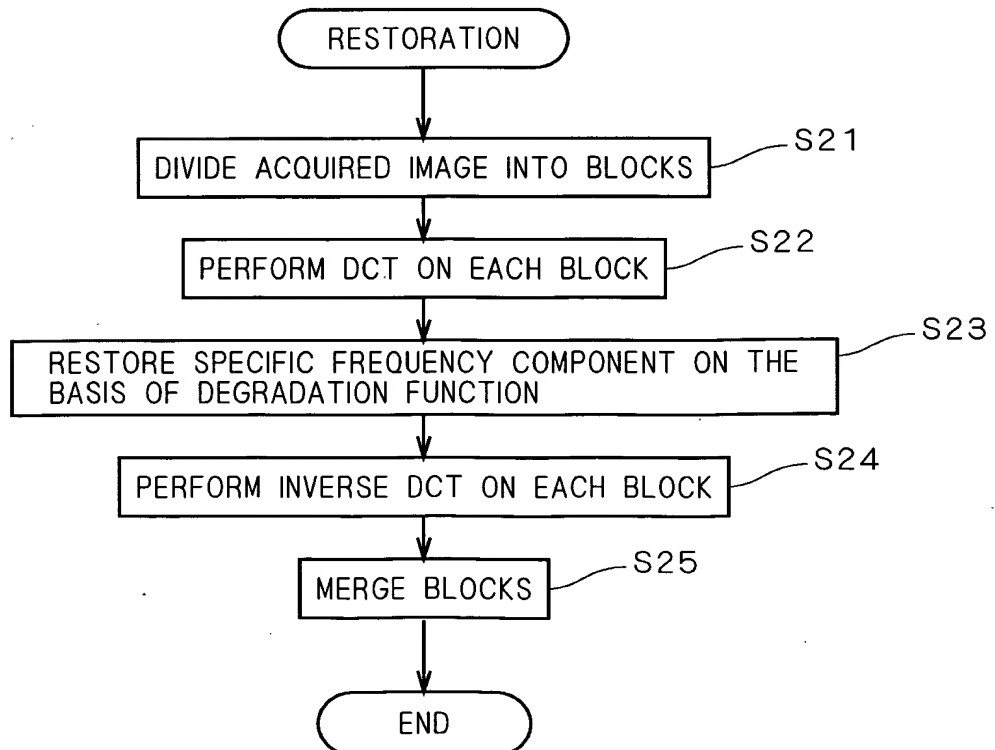 RESTORATION
DIVIDE ACQUIRED IMAGE INTO BLOCKS
S21
PERFORM DCT ON EACH BLOCK
S22
RESTORE SPECIFIC FREQUENCY COMPONENT ON THE
BASIS OF DEGRADATION FUNCTION
S23
PERFORM INVERSE DCT ON EACH BLOCK
S24
MERGE BLOCKS
S25
END